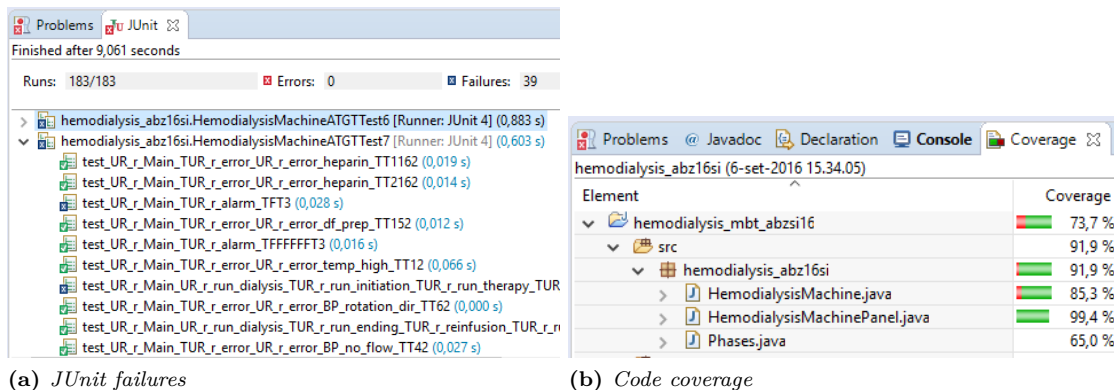 Problems JUnit
Finished after 9,061 seconds
Runs: 183/183 Errors: 0 Failures: 39
hemodialysis_abz16si.HemodialysisMachineATGTTest6 [Runner: JUnit 4] (0,883 s)
hemodialysis_abz16si.HemodialysisMachineATGTTest7 [Runner: JUnit 4] (0,603 s)
test_UR_r_Main_TUR_r_error_UR_r_error_heparin_TT1162 (0,019 s)
test_UR_r_Main_TUR_r_error_UR_r_error_heparin_TT2162 (0,014 s)
test_UR_r_Main_TUR_r_alarm_TFT3 (0,028 s)
test_UR_r_Main_TUR_r_error_UR_r_error_df_prep_TT152 (0,012 s)
test_UR_r_Main_TUR_r_alarm_TFFFFFFT3 (0,016 s)
test_UR_r_Main_TUR_r_error_UR_r_error_temp_high_TT12 (0,066 s)
test_UR_r_Main_UR_r_run_dialysis_TUR_r_run_initiation_TUR_r_run_therapy_TUR
test_UR_r_Main_TUR_r_error_UR_r_error_BP_rotation_dir_TT62 (0,000 s)
test_UR_r_Main_UR_r_run_dialysis_TUR_r_run_ending_TUR_r_reinfusion_TUR_r_ru
test_UR_r_Main_TUR_r_error_UR_r_error_BP_no_flow_TT42 (0,027 s)
(a) JUnit failures
Problems @ Javadoc Declaration Console Coverage
hemodialysis_abz16si (6-set-2016 15.34.05)
Element Coverage
hemodialysis_mbt_abzsi16 73,7 %
src 91,9 %
hemodialysis_abz16si 91,9 %
HemodialysisMachine.java 85,3 %
HemodialysisMachinePanel.java 99,4 %
Phases.java 65,0 %
(b) Code coverage